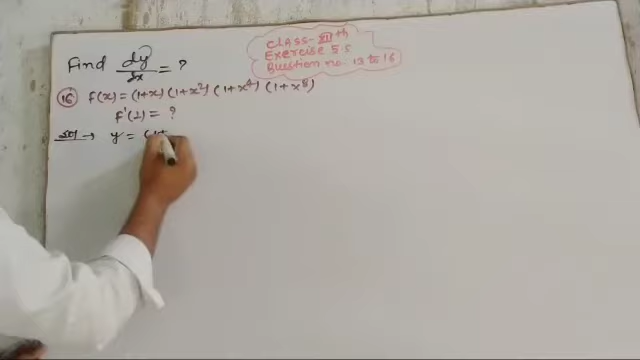 Find dy/dx = ?
CLASS- XII th
Exercise 5.5
Question no. 13 to 16
(16) f(x) = (1+x) (1+x²) (1+x⁴) (1+x⁸)
f'(1) = ?
Sol → y = (1+